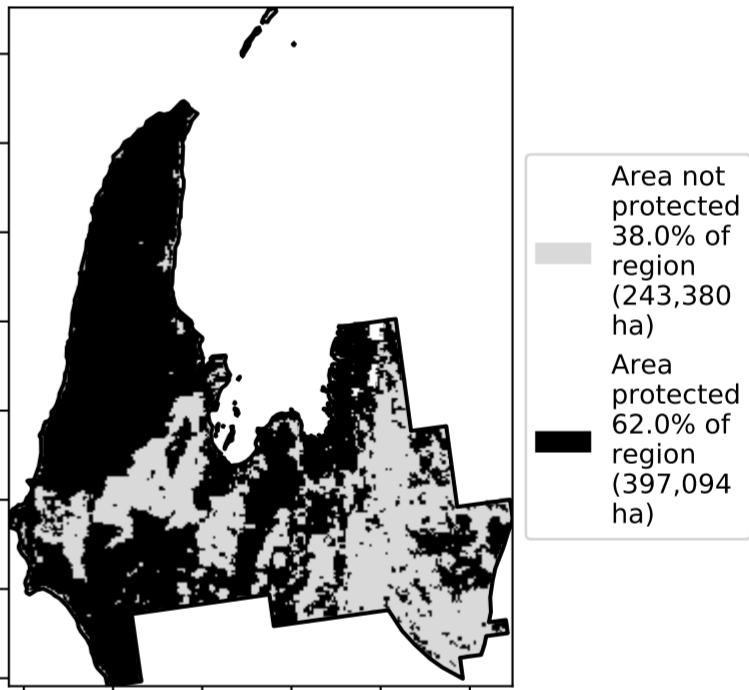 Area not
protected
38.0% of
region
(243,380
ha)
Area
protected
62.0% of
region
(397,094
ha)